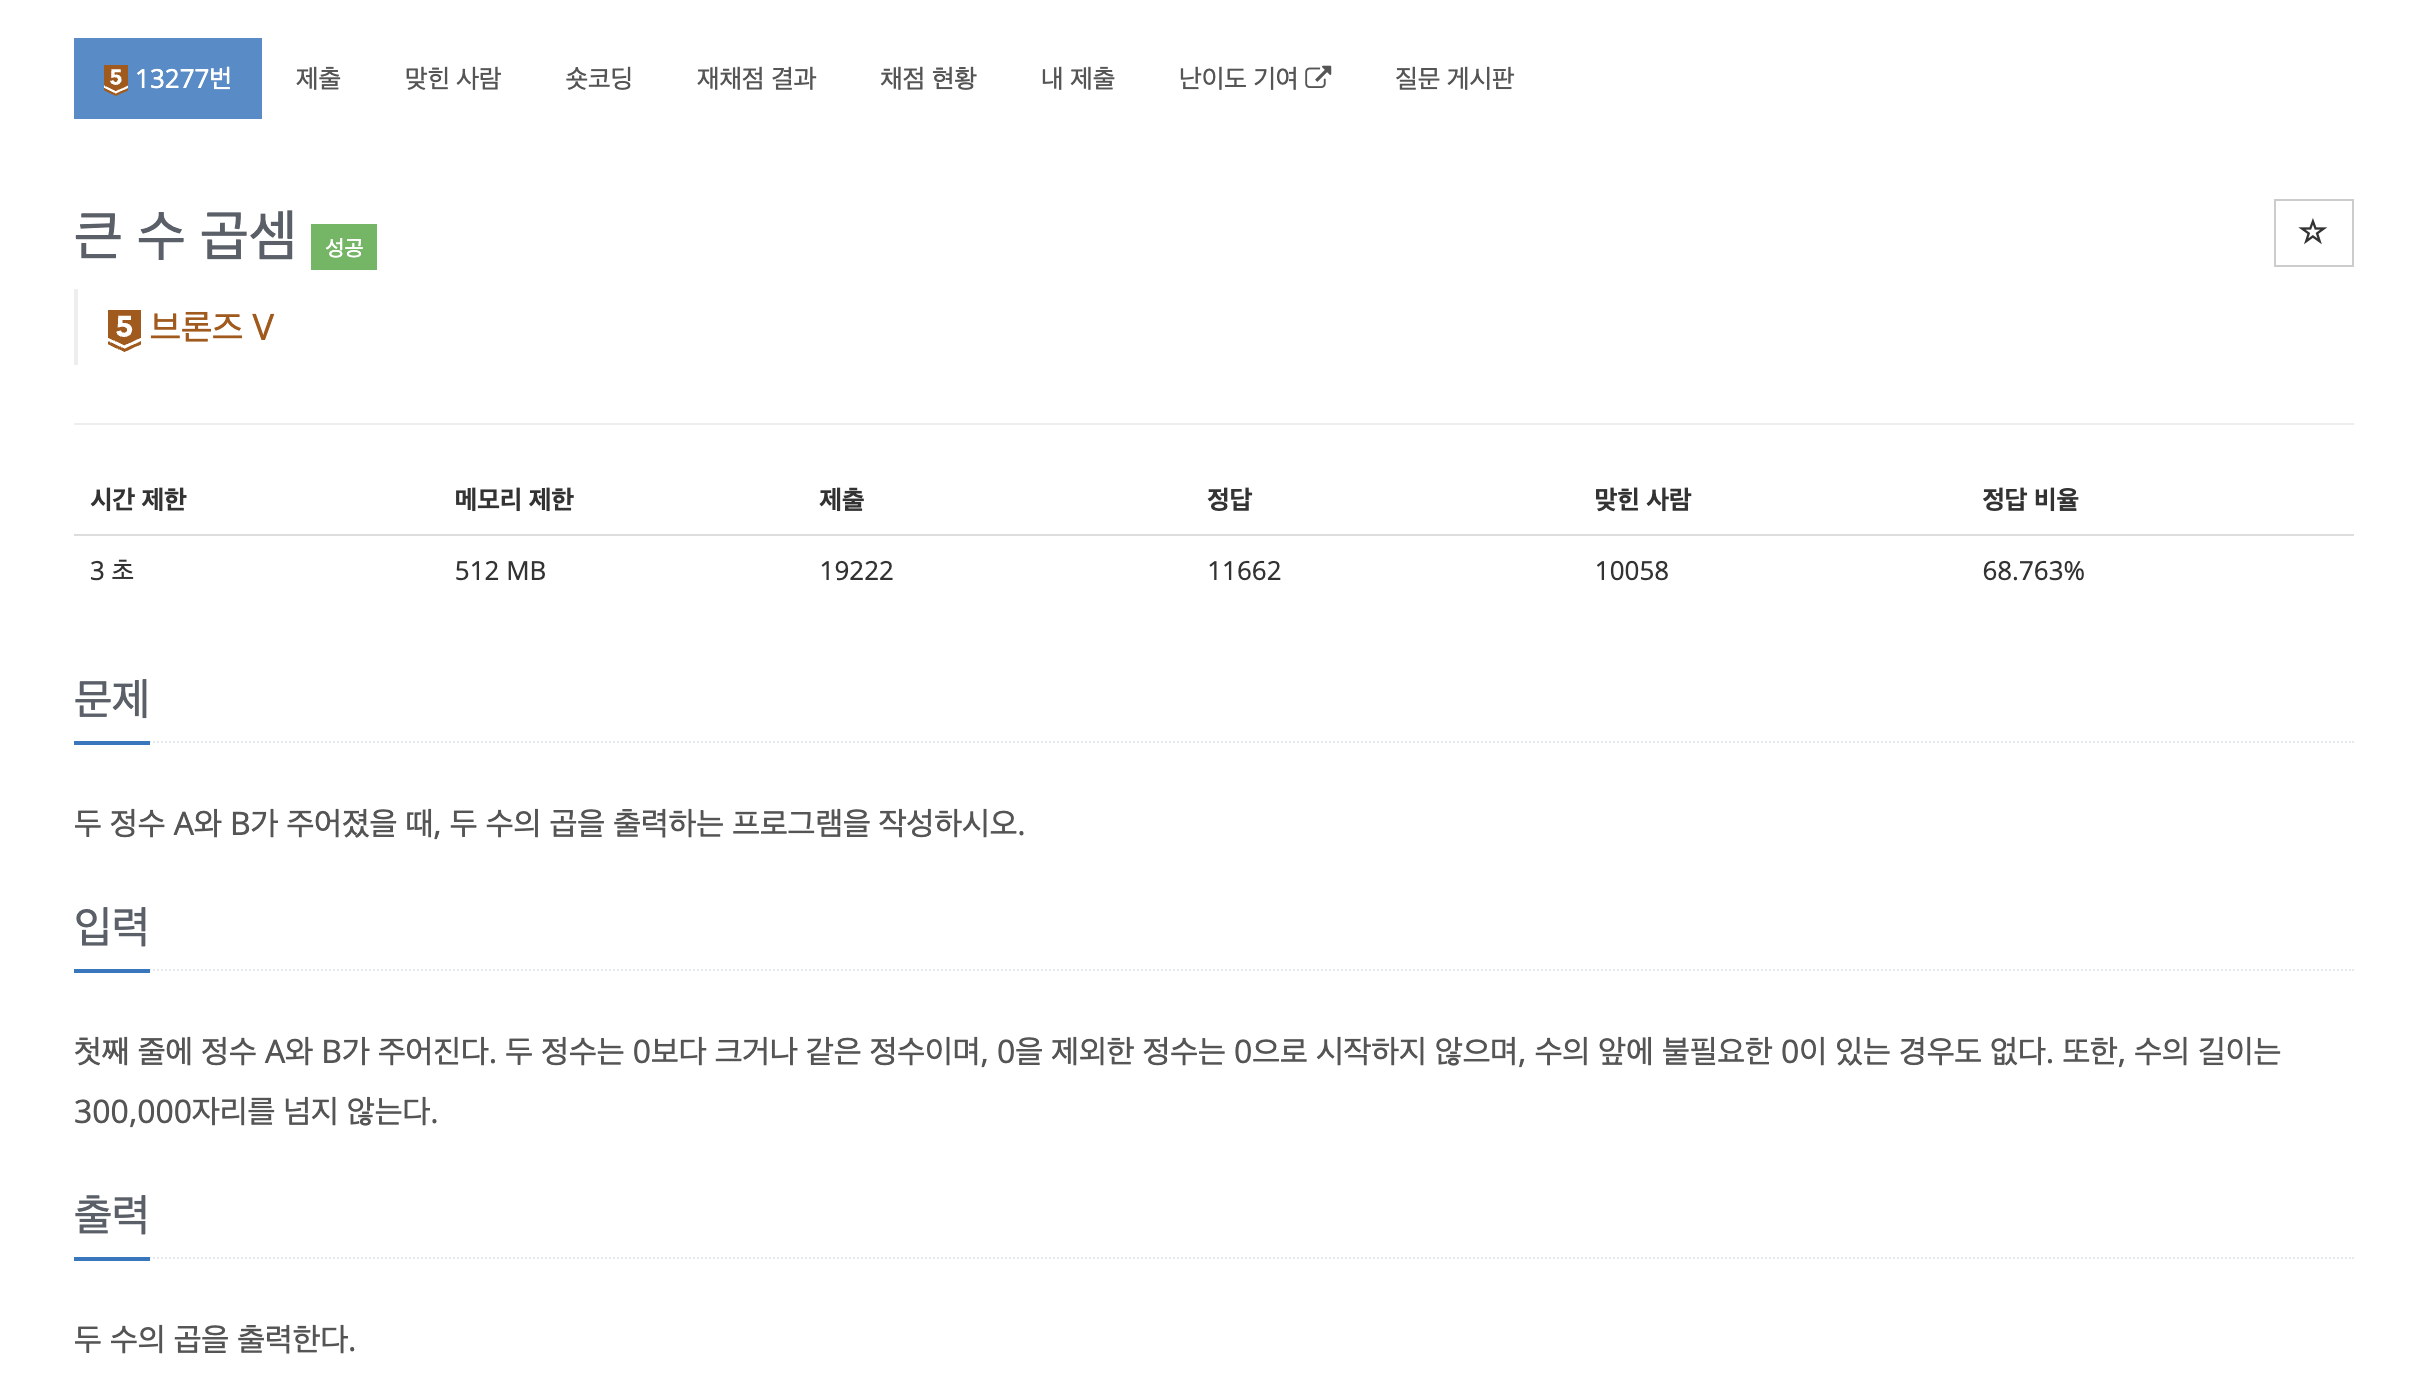 5 13277번 제출 맞힌 사람 숏코딩 재채점 결과 채점 현황 내 제출 난이도 기여 질문 게시판
큰 수 곱셈 성공
5 브론즈 V
시간 제한 메모리 제한 제출 정답 맞힌 사람 정답 비율
3 초 512 MB 19222 11662 10058 68.763%
문제
두 정수 A와 B가 주어졌을 때, 두 수의 곱을 출력하는 프로그램을 작성하시오.
입력
첫째 줄에 정수 A와 B가 주어진다. 두 정수는 0보다 크거나 같은 정수이며, 0을 제외한 정수는 0으로 시작하지 않으며, 수의 앞에 불필요한 0이 있는 경우도 없다. 또한, 수의 길이는
300,000자리를 넘지 않는다.
출력
두 수의 곱을 출력한다.